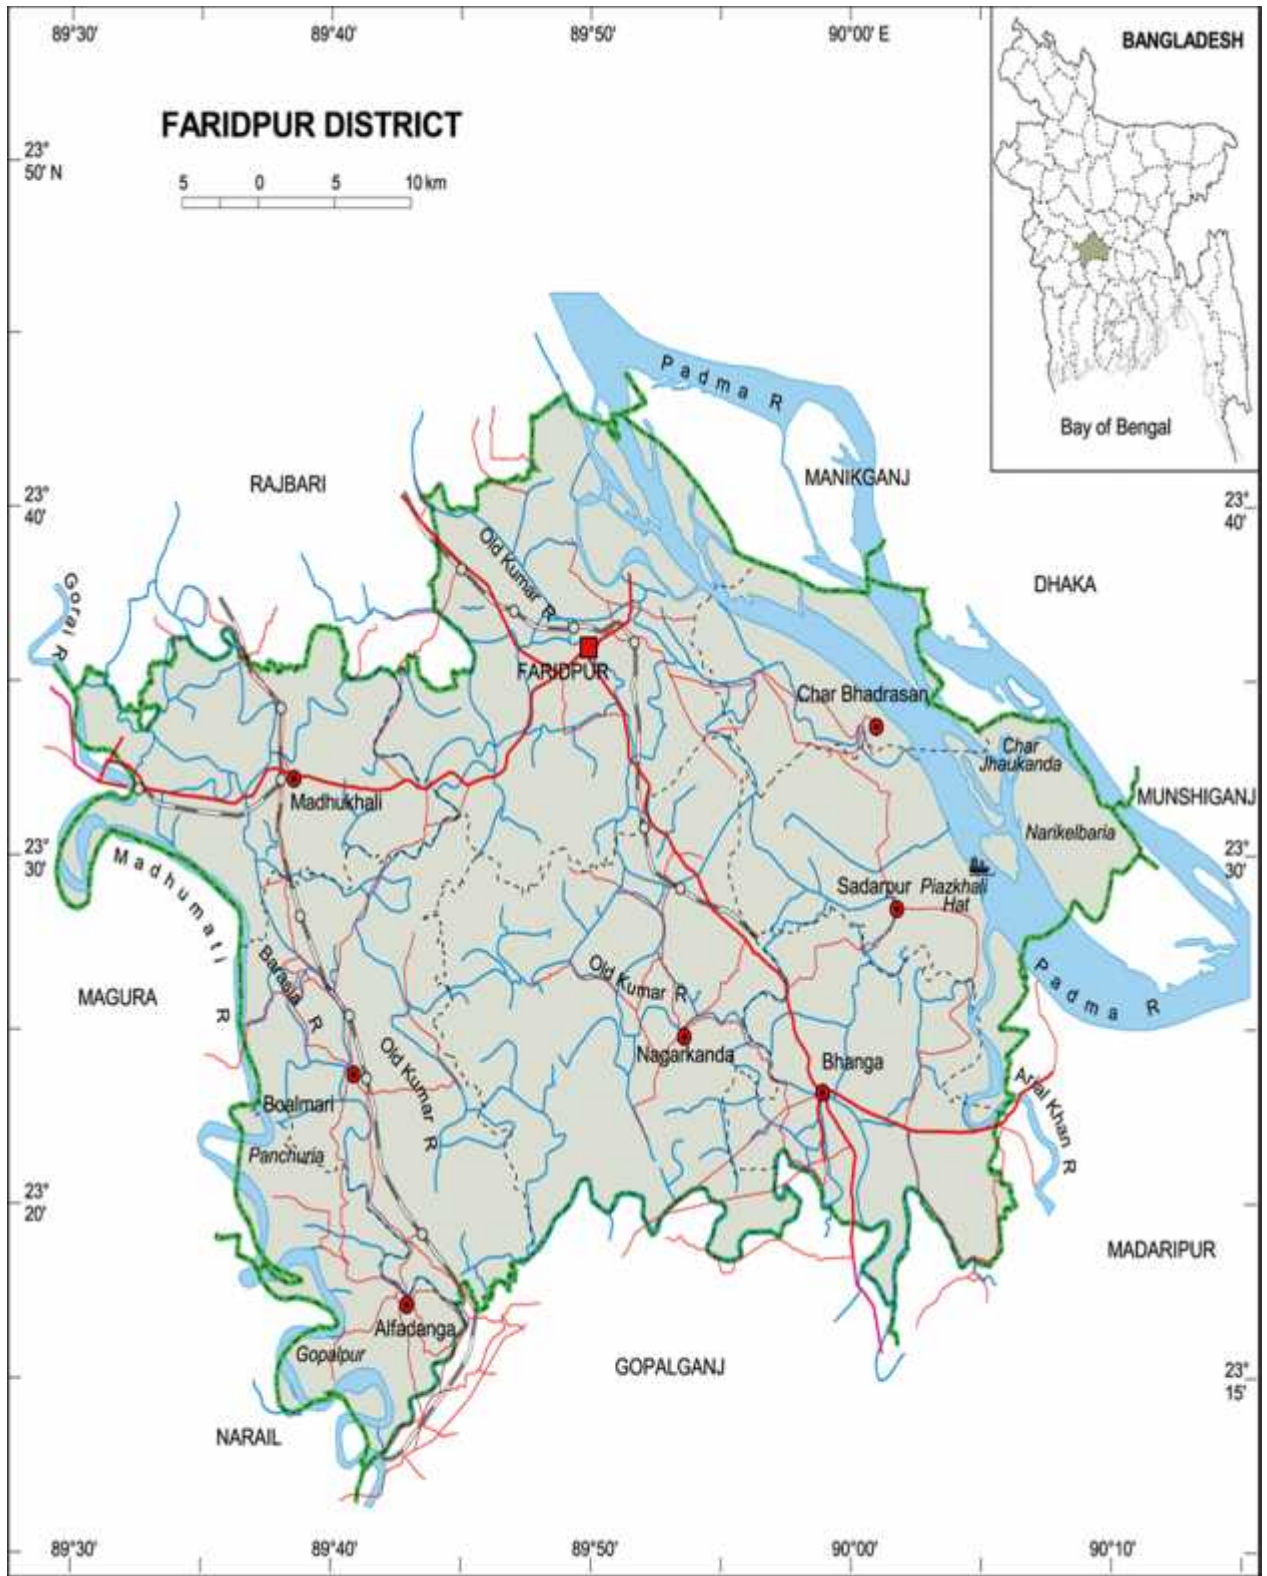 89°30' 89°40' 89°50' 90°00' E
BANGLADESH
FARIDPUR DISTRICT
23°
50' N
5 0 5 10 km
Padma R
Bay of Bengal
MANIKGANJ
RAJBARI
23°
40'
23°
40'
Old Kumar R
DHAKA
Gorai R
FARIDPUR
Char Bhadrasan
Char
Jhaukanda
MUNSHIGANJ
Madhukhali
Narikelbaria
23°
30'
23°
30'
Madhumati R
Sadarpur
Piazkhali
Hat
Barasia R
Old Kumar R
Padma R
MAGURA
Old Kumar R
Nagarkanda
Bhanga
Arial Khan R
Boalmari
Panchuria
23°
20'
MADARIPUR
Alfadanga
Gopalpur
GOPALGANJ
23°
15'
NARAIL
89°30' 89°40' 89°50' 90°00' 90°10'